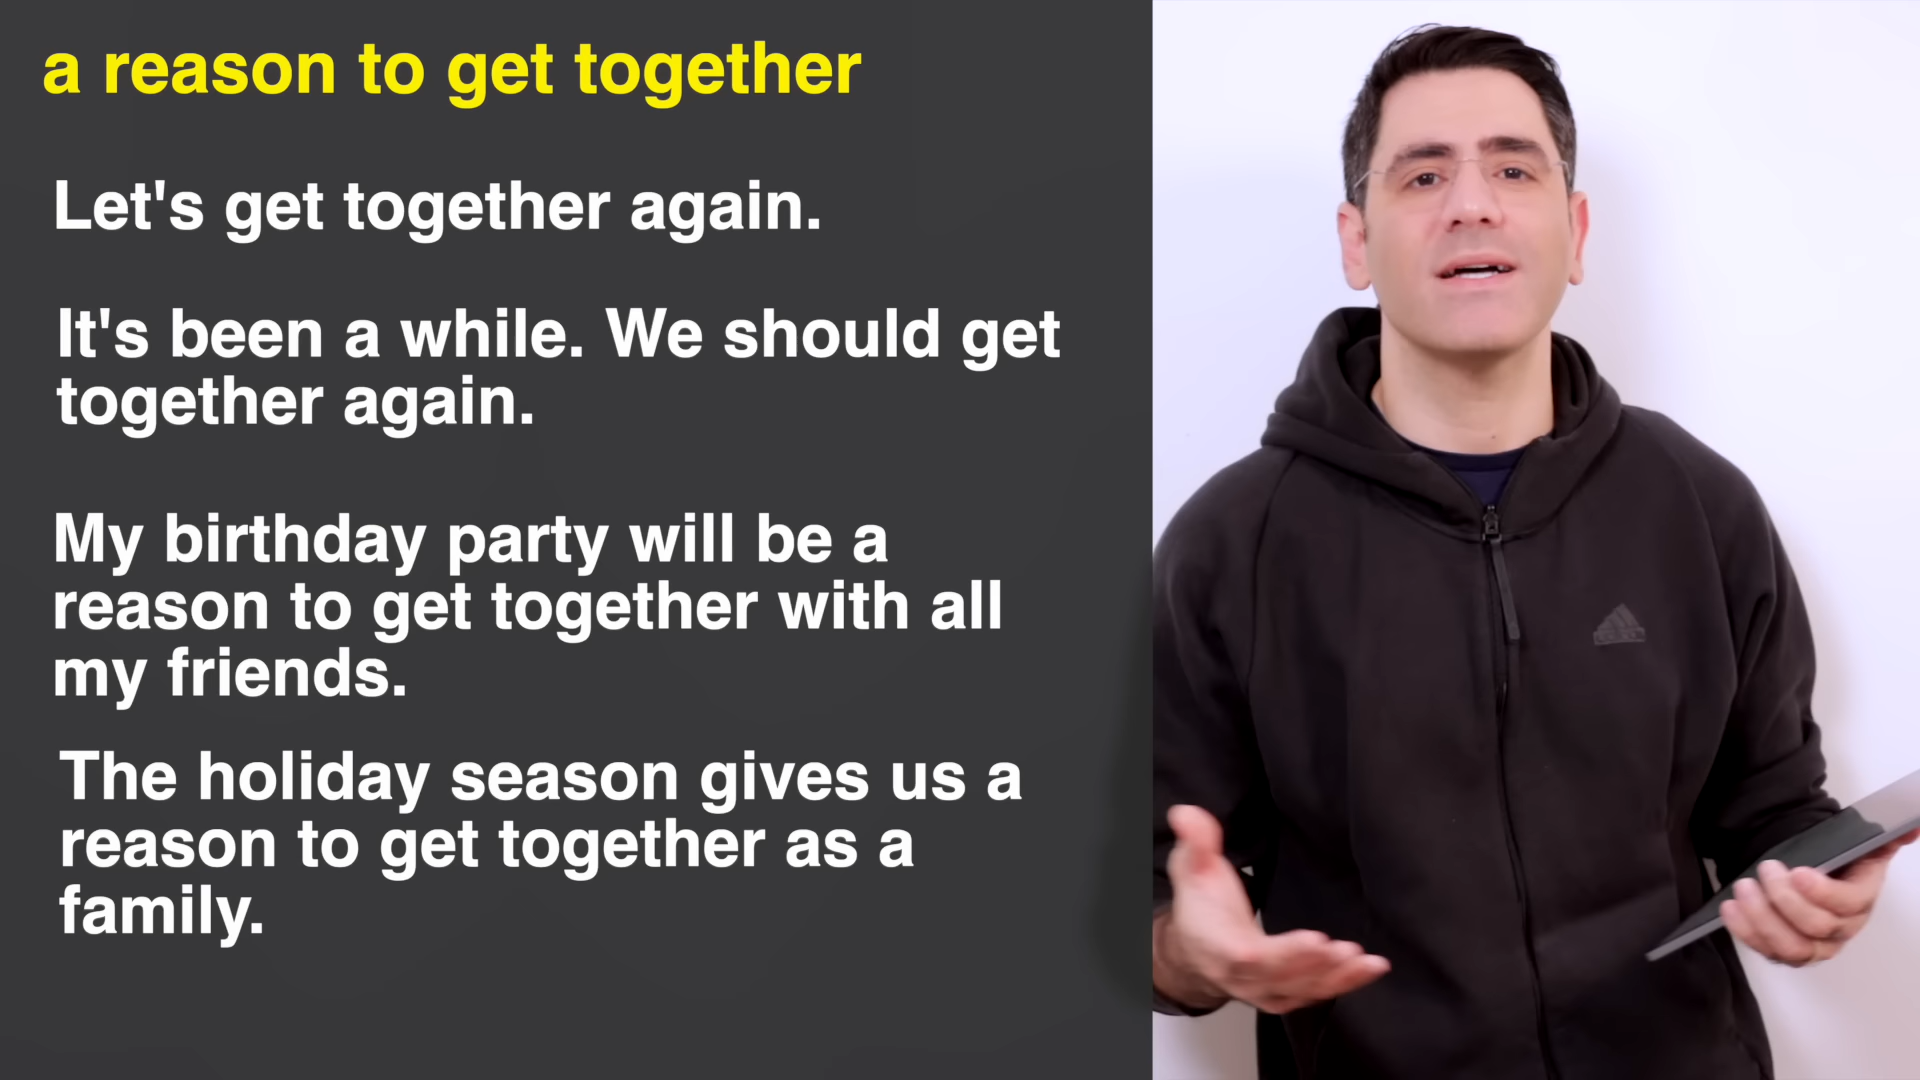 a reason to get together
Let's get together again.
It's been a while. We should get
together again.
My birthday party will be a
reason to get together with all
my friends.
The holiday season gives us a
reason to get together as a
family.